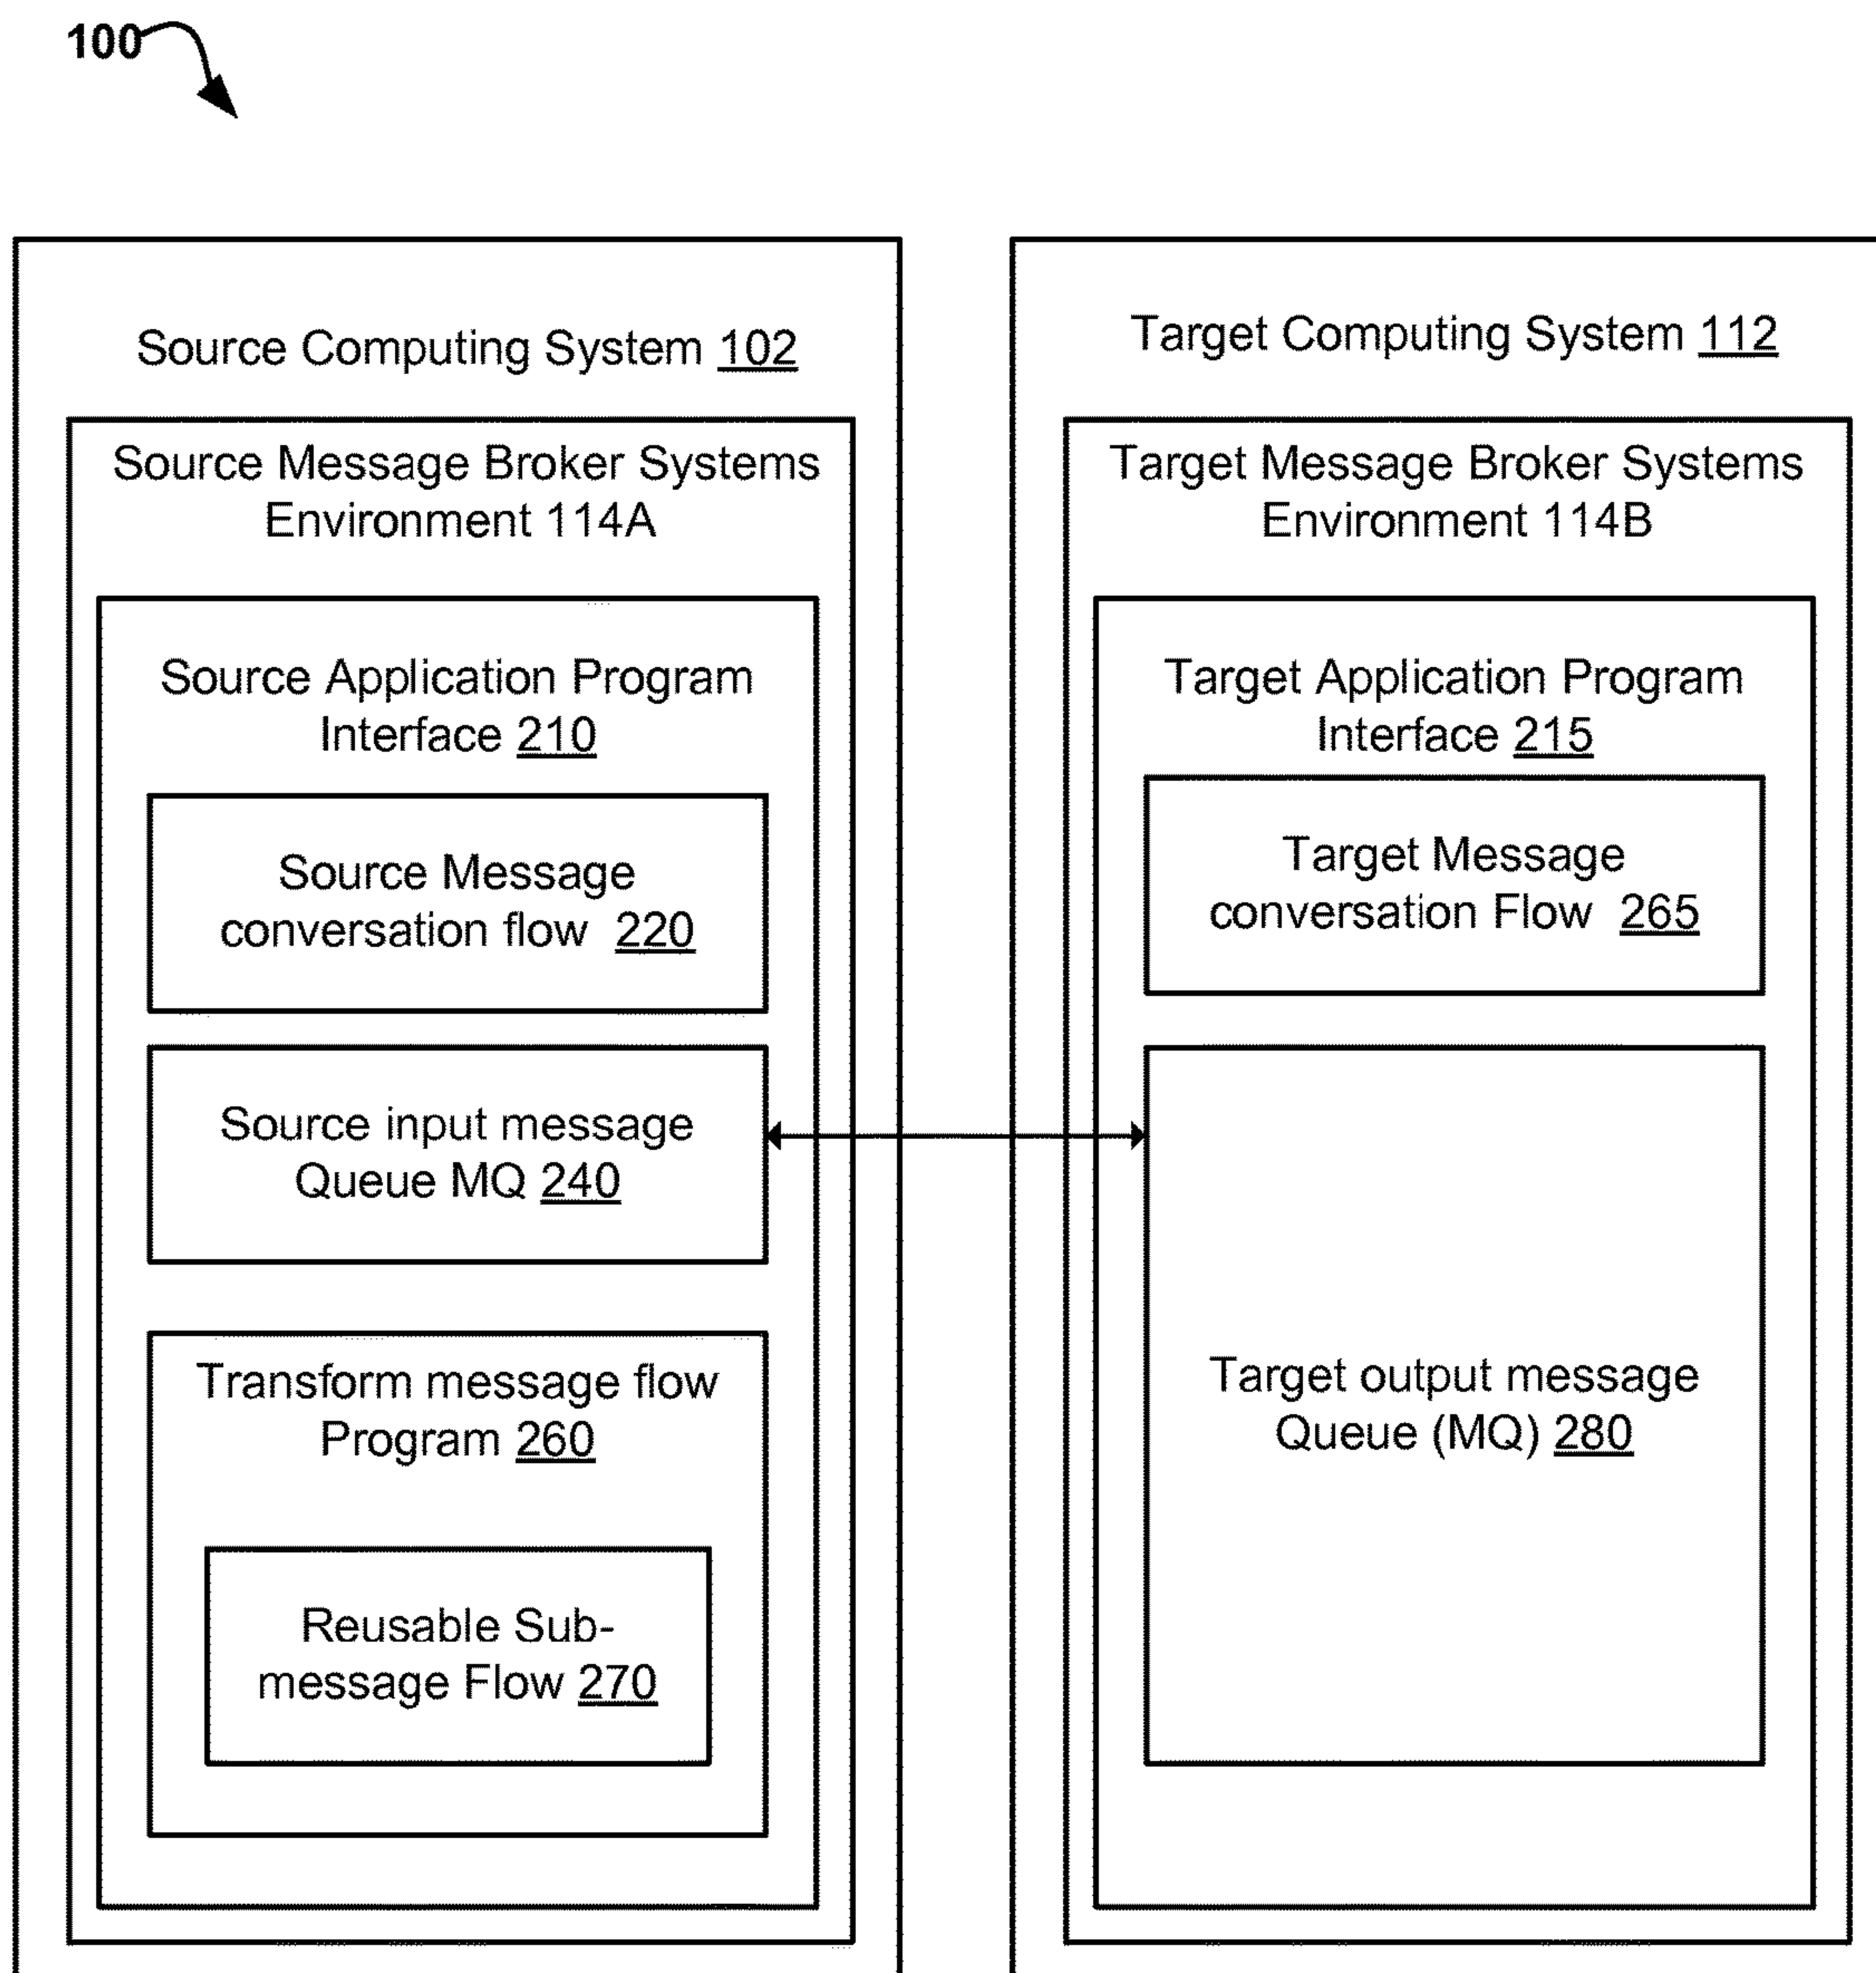 100
Source Computing System 102
Source Message Broker Systems
Environment 114A
Source Application Program
Interface 210
Source Message
conversation flow 220
Source input message
Queue MQ 240
Transform message flow
Program 260
Reusable Sub-
message Flow 270
Target Computing System 112
Target Message Broker Systems
Environment 114B
Target Application Program
Interface 215
Target Message
conversation Flow 265
Target output message
Queue (MQ) 280